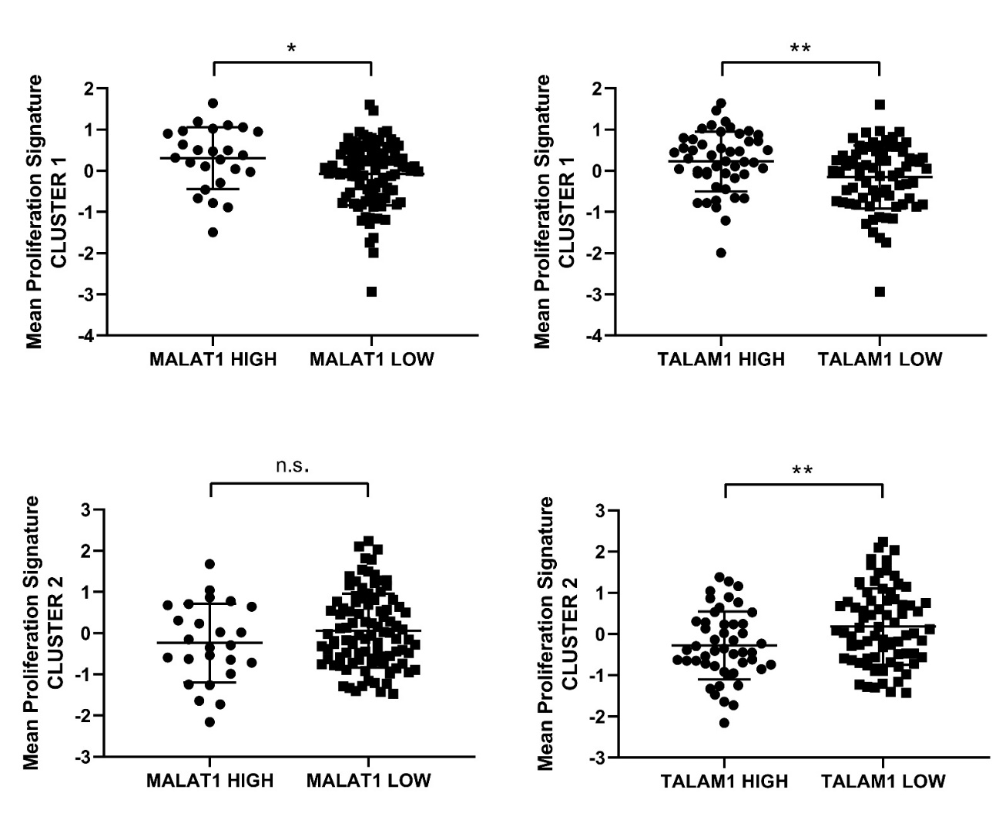 *
Mean Proliferation Signature
CLUSTER 1
2
1
0
-1
-2
-3
-4
MALAT1 HIGH
MALAT1 LOW
**
Mean Proliferation Signature
CLUSTER 1
2
1
0
-1
-2
-3
-4
TALAM1 HIGH
TALAM1 LOW
n.s.
Mean Proliferation Signature
CLUSTER 2
3
2
1
0
-1
-2
-3
MALAT1 HIGH
MALAT1 LOW
**
Mean Proliferation Signature
CLUSTER 2
3
2
1
0
-1
-2
-3
TALAM1 HIGH
TALAM1 LOW